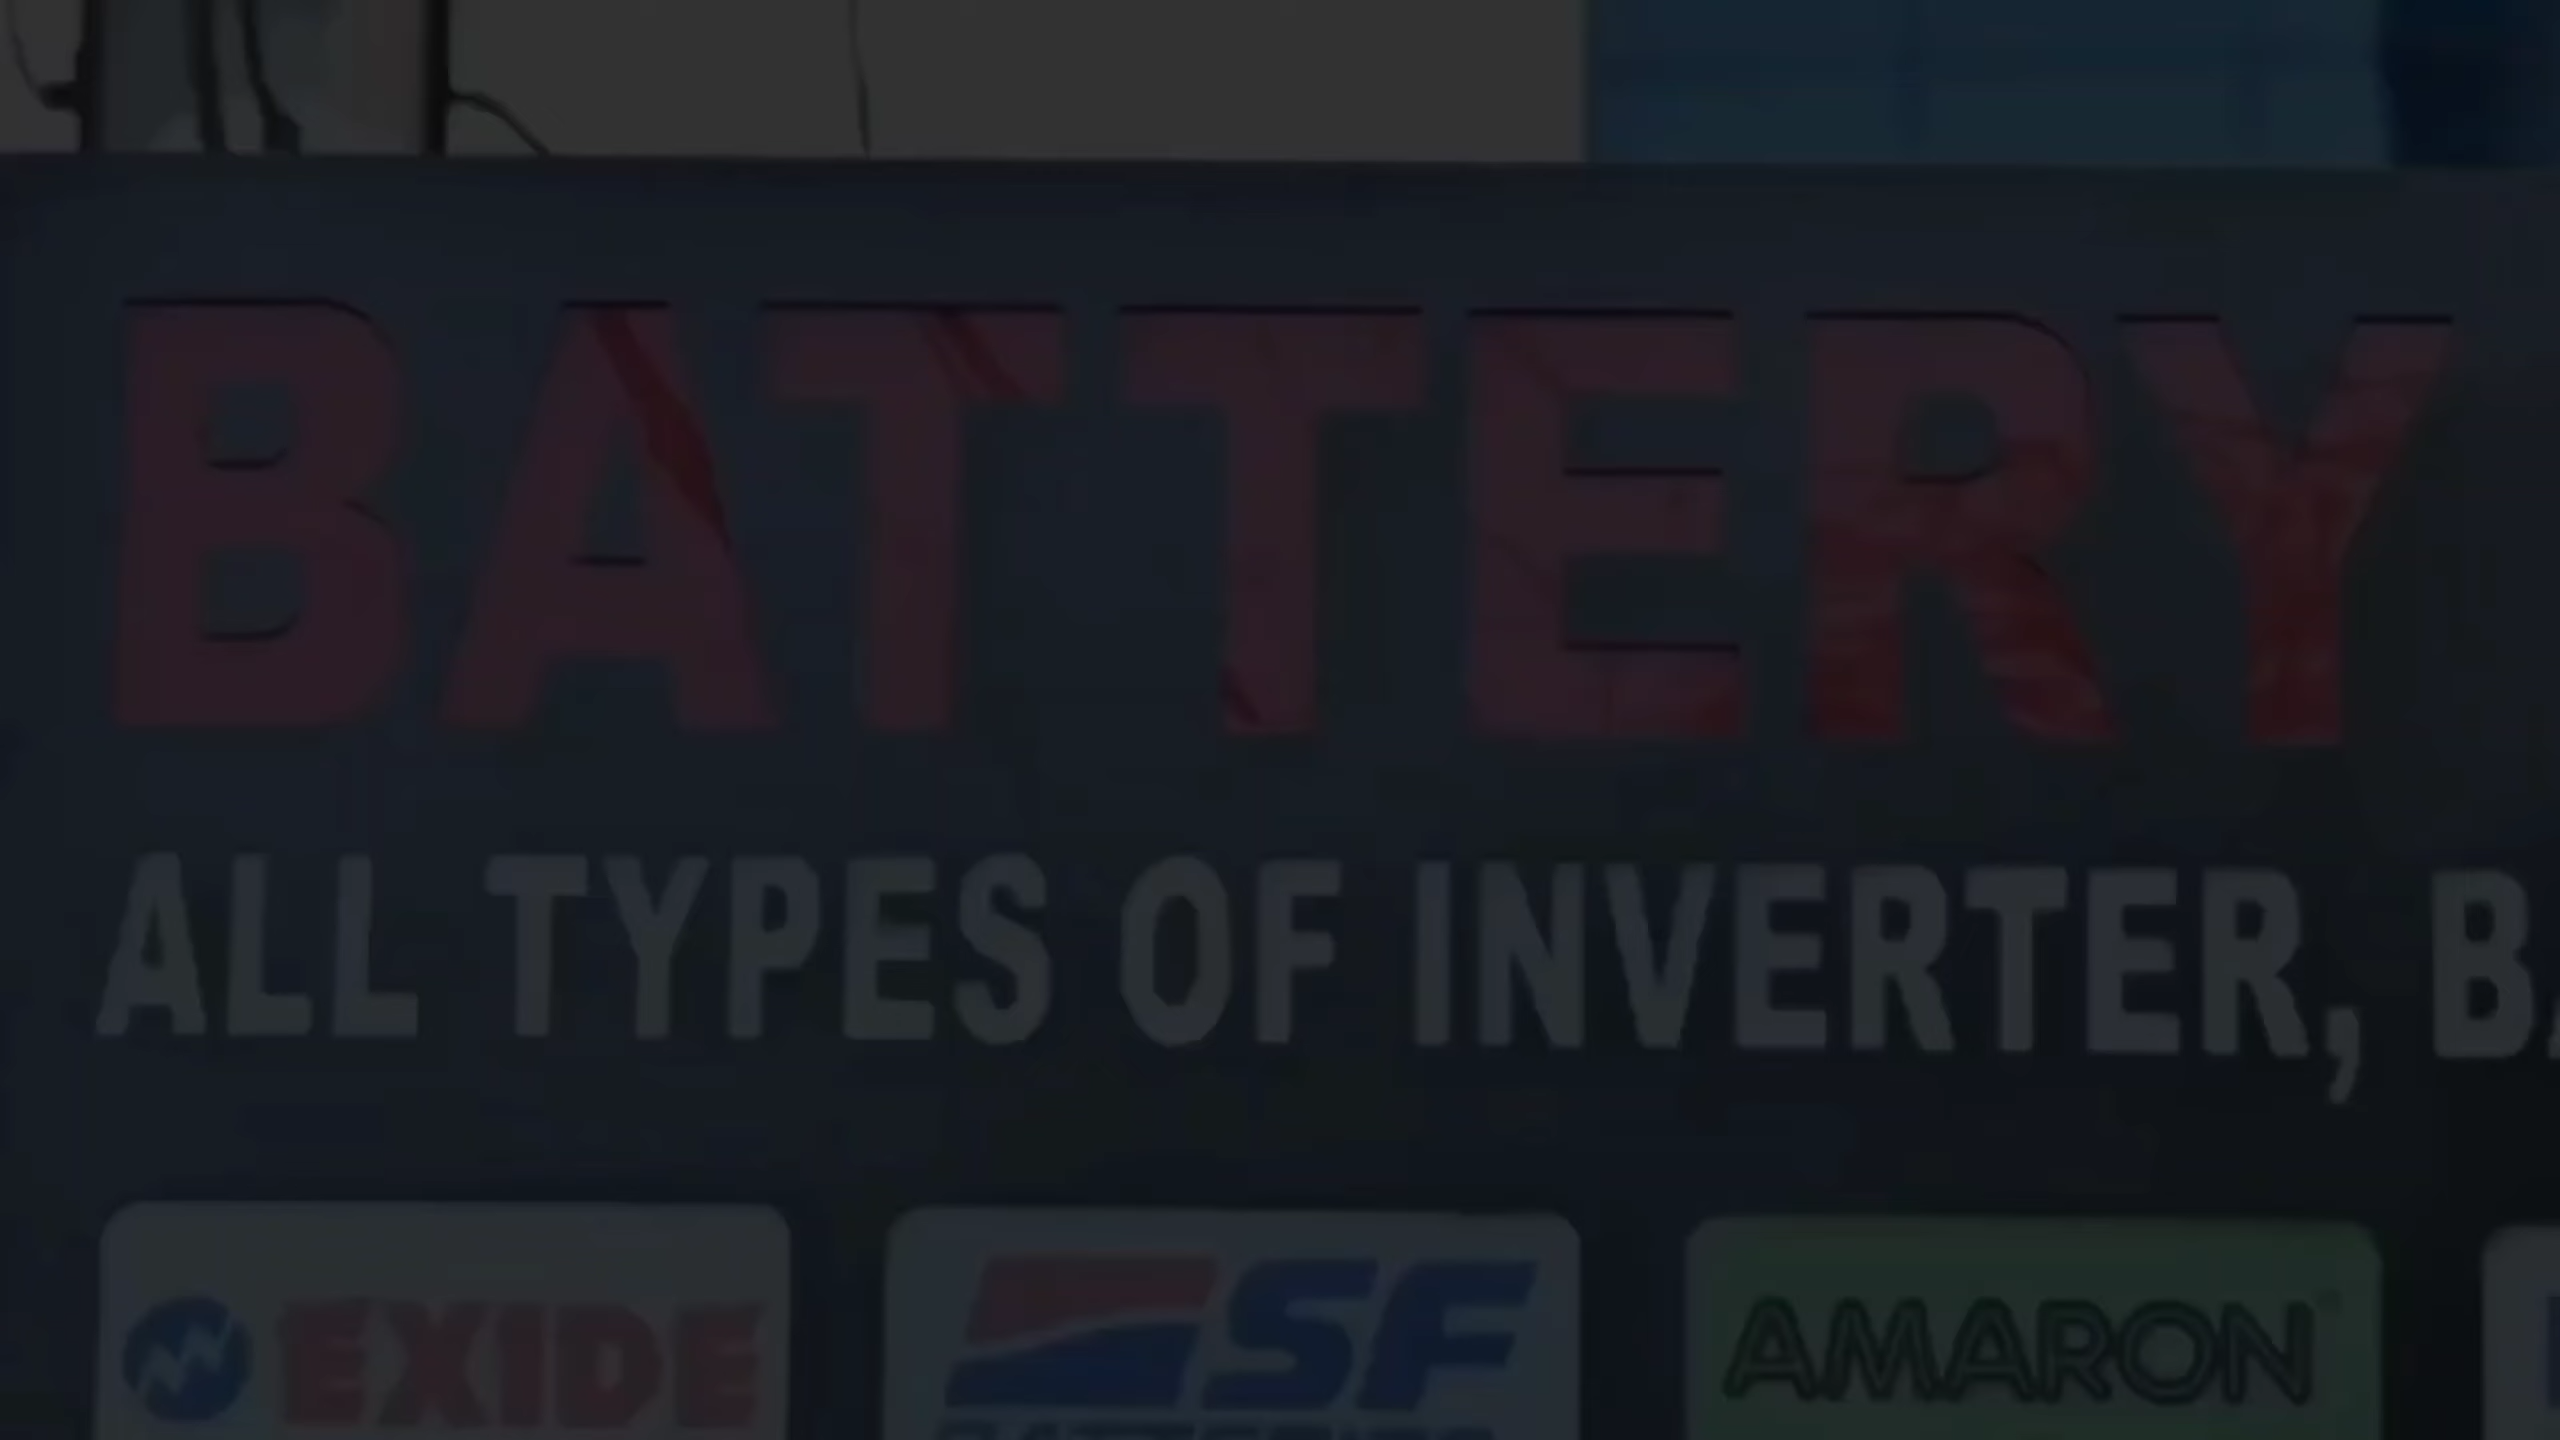 BATTERY
ALL TYPES OF INVERTER,
EXIDE
SF
AMARON